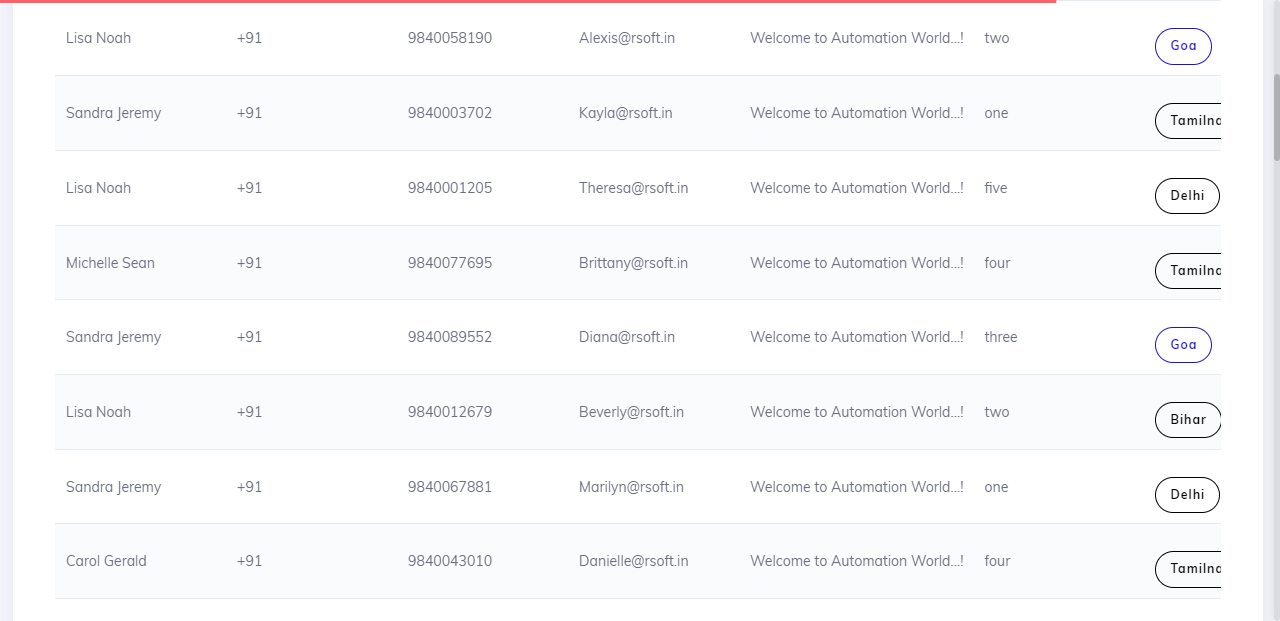 Lisa Noah +91 9840058190 Alexis@rsoft.in Welcome to Automation World...! two Goa
Sandra Jeremy +91 9840003702 Kayla@rsoft.in Welcome to Automation World...! one Tamilna
Lisa Noah +91 9840001205 Theresa@rsoft.in Welcome to Automation World...! five Delhi
Michelle Sean +91 9840077695 Brittany@rsoft.in Welcome to Automation World...! four Tamilna
Sandra Jeremy +91 9840089552 Diana@rsoft.in Welcome to Automation World...! three Goa
Lisa Noah +91 9840012679 Beverly@rsoft.in Welcome to Automation World...! two Bihar
Sandra Jeremy +91 9840067881 Marilyn@rsoft.in Welcome to Automation World...! one Delhi
Carol Gerald +91 9840043010 Danielle@rsoft.in Welcome to Automation World...! four Tamilna